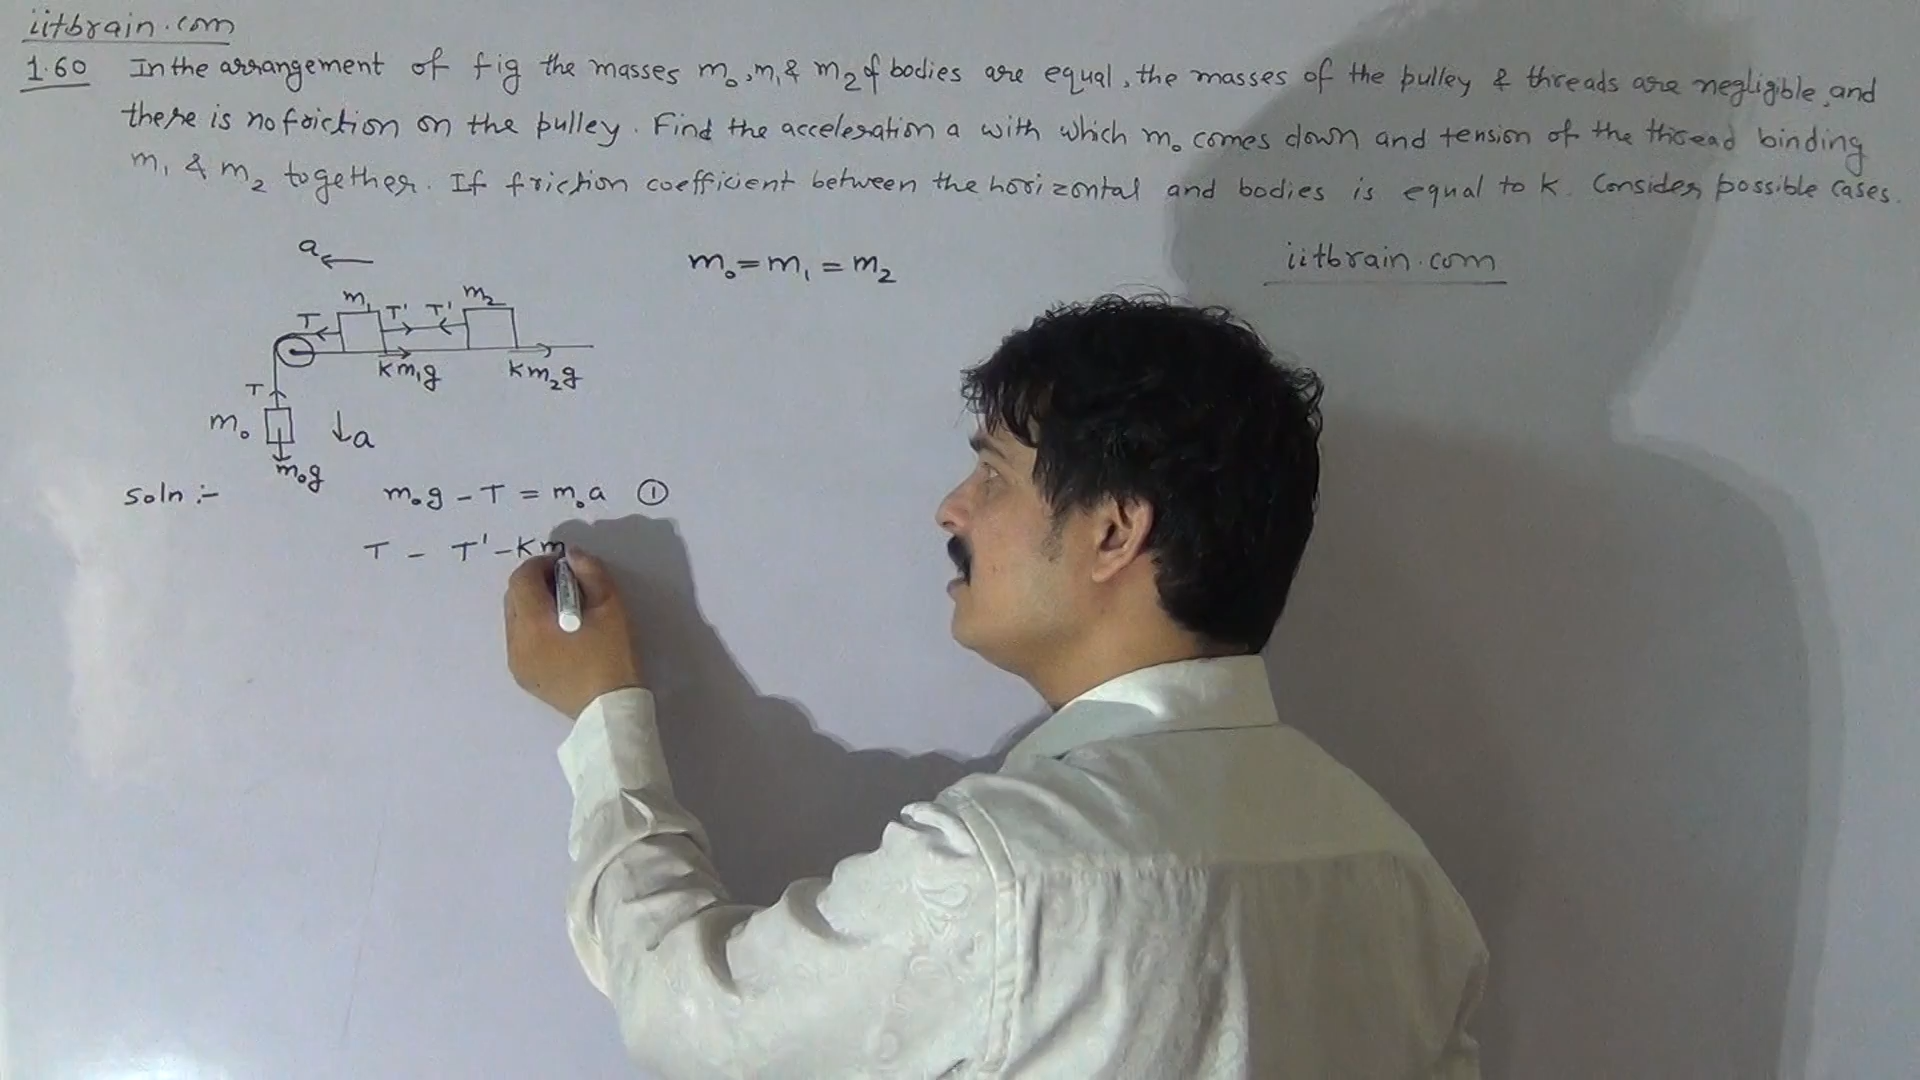 iitbrain.com
1.60 In the arrangement of fig the masses m₀, m₁ & m₂ of bodies are equal, the masses of the pulley & threads are negligible, and
there is no friction on the pulley. Find the acceleration a with which m₀ comes down and tension of the thread binding
m₁ & m₂ together. If friction coefficient between the horizontal and bodies is equal to k. Consider possible cases.
a
m₀ = m₁ = m₂
iitbrain.com
m₁ m₂
T T' T'
km₁g km₂g
T
m₀ a
m₀g
Soln :- m₀g - T = m₀a ①
T - T' - km